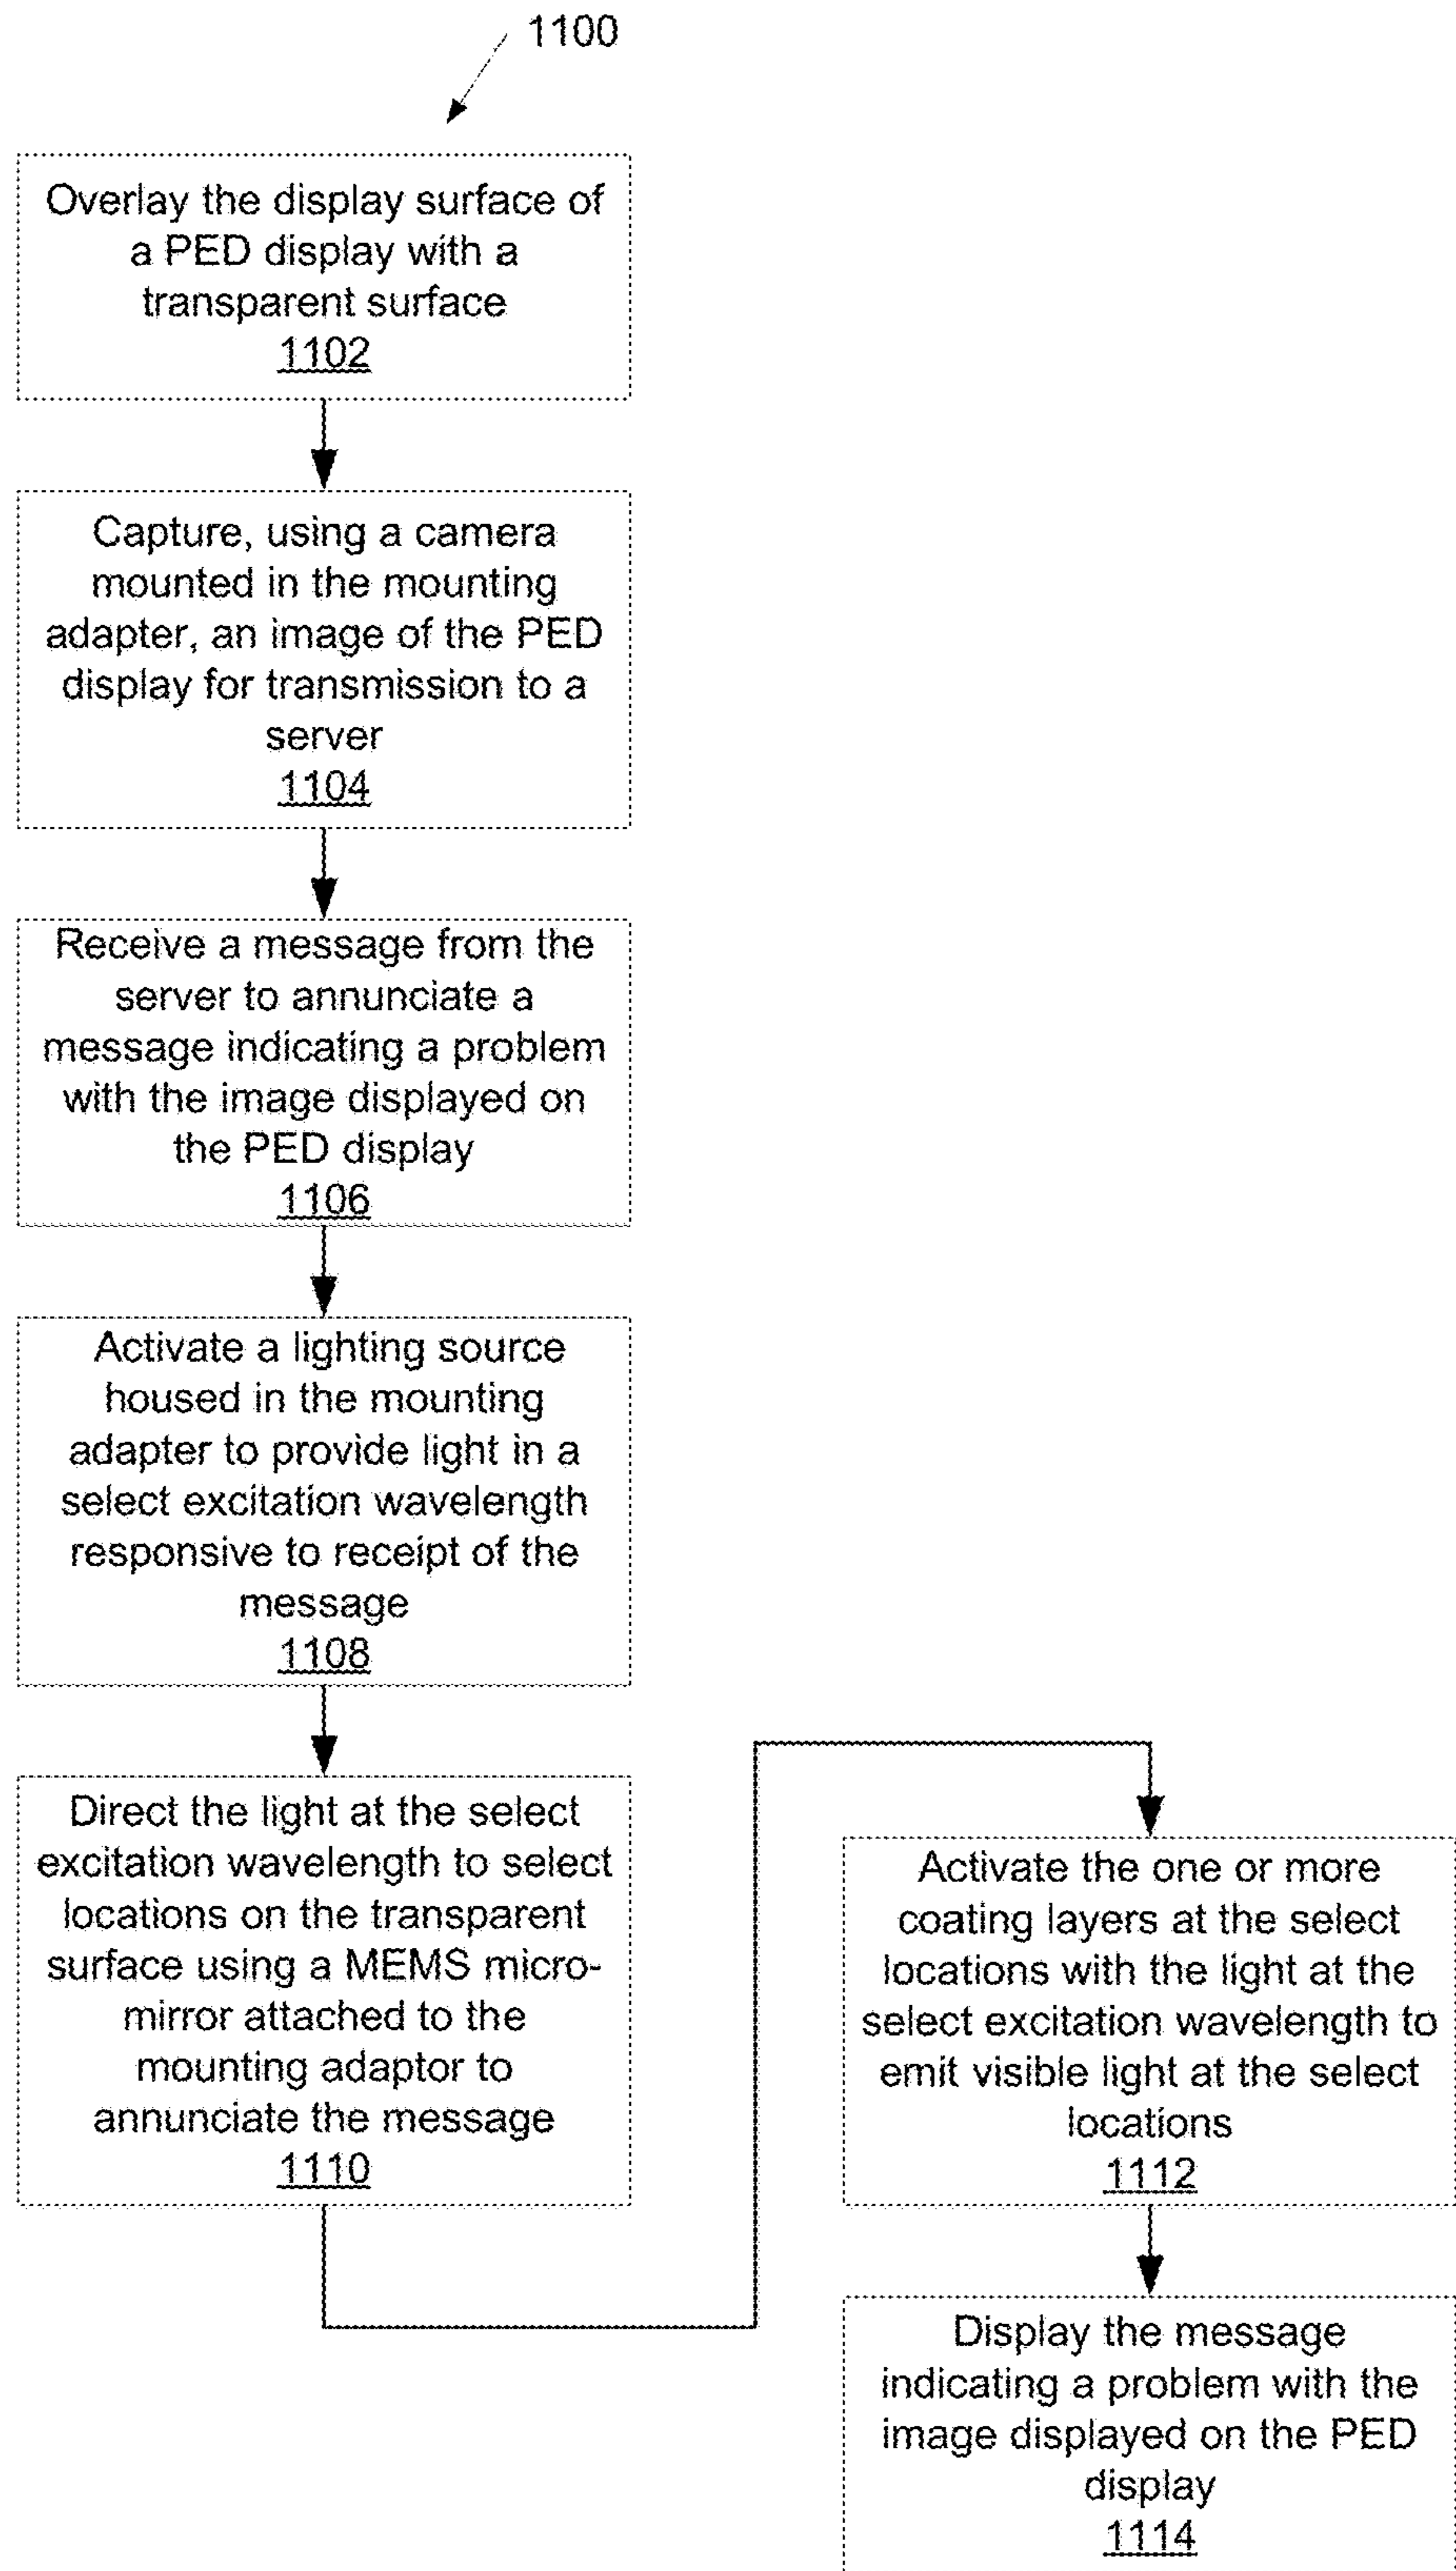 1100
Overlay the display surface of
a PED display with a
transparent surface
1102
Capture, using a camera
mounted in the mounting
adapter, an image of the PED
display for transmission to a
server
1104
Receive a message from the
server to annunciate a
message indicating a problem
with the image displayed on
the PED display
1106
Activate a lighting source
housed in the mounting
adapter to provide light in a
select excitation wavelength
responsive to receipt of the
message
1108
Direct the light at the select
excitation wavelength to select
locations on the transparent
surface using a MEMS micro-
mirror attached to the
mounting adaptor to
annunciate the message
1110
Activate the one or more
coating layers at the select
locations with the light at the
select excitation wavelength to
emit visible light at the select
locations
1112
Display the message
indicating a problem with the
image displayed on the PED
display
1114